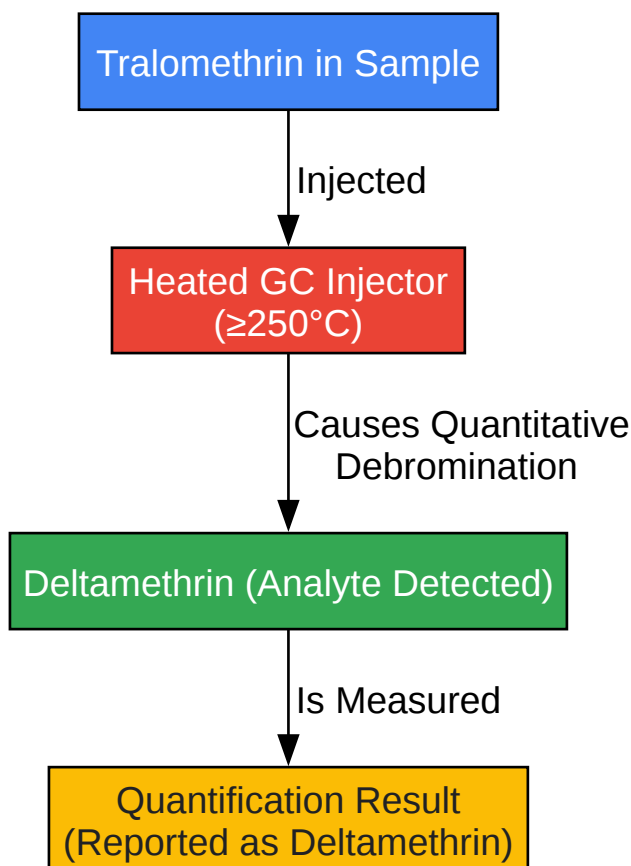 Tralomethrin in Sample
Injected
Heated GC Injector
(≥250°C)
Causes Quantitative
Debromination
Deltamethrin (Analyte Detected)
Is Measured
Quantification Result
(Reported as Deltamethrin)